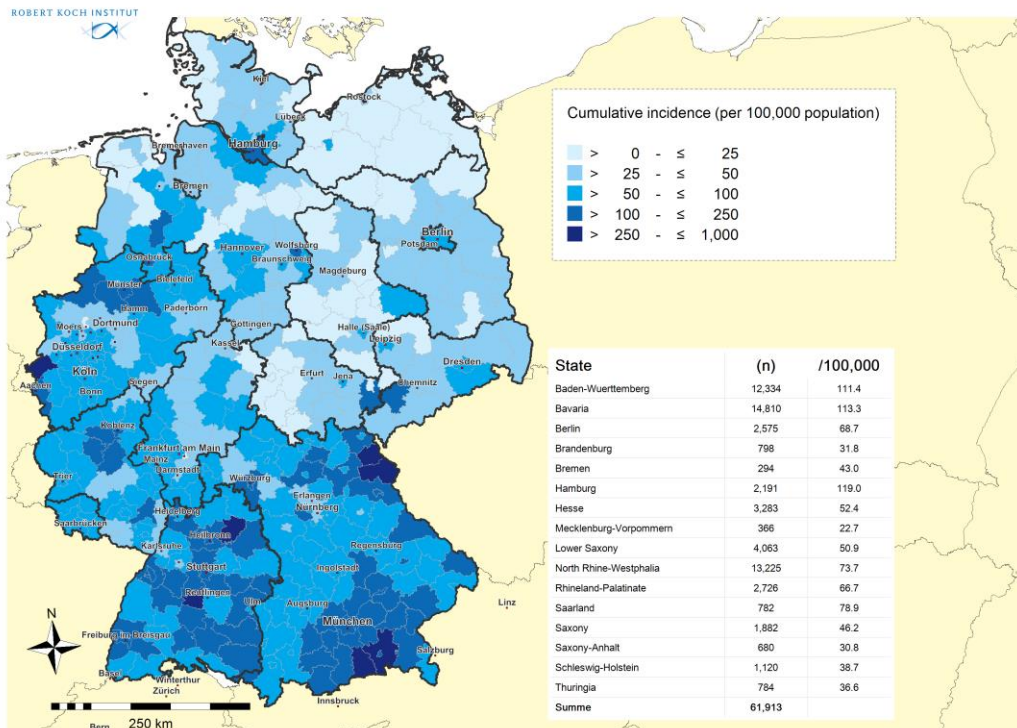 ROBERT KOCH INSTITUT
Kiel
Rostock
Lübeck
Bremerhaven
Hamburg
Bremen
Berlin
Potsdam
Hannover
Wolfsburg
Braunschweig
Osnabrück
Magdeburg
Bielefeld
Münster
Hamm
Paderborn
Moers
Dortmund
Göttingen
Halle (Saale)
Leipzig
Düsseldorf
Kassel
Dresden
Köln
Erfurt
Jena
Chemnitz
Aachen
Bonn
Siegen
Koblenz
Frankfurt am Main
Mainz
Trier
Darmstadt
Würzburg
Erlangen
Nürnberg
Saarbrücken
Heidelberg
Heilbronn
Karlsruhe
Regensburg
Stuttgart
Ingolstadt
Reutlingen
Ulm
Augsburg
München
Linz
Freiburg im Breisgau
Salzburg
Basel
Winterthur
Zürich
Innsbruck
Bern
N
250 km
Cumulative incidence (per 100,000 population)
> 0 - ≤ 25
> 25 - ≤ 50
> 50 - ≤ 100
> 100 - ≤ 250
> 250 - ≤ 1,000
State (n) /100,000
Baden-Wuerttemberg 12,334 111.4
Bavaria 14,810 113.3
Berlin 2,575 68.7
Brandenburg 798 31.8
Bremen 294 43.0
Hamburg 2,191 119.0
Hesse 3,283 52.4
Mecklenburg-Vorpommern 366 22.7
Lower Saxony 4,063 50.9
North Rhine-Westphalia 13,225 73.7
Rhineland-Palatinate 2,726 66.7
Saarland 782 78.9
Saxony 1,882 46.2
Saxony-Anhalt 680 30.8
Schleswig-Holstein 1,120 38.7
Thuringia 784 36.6
Summe 61,913